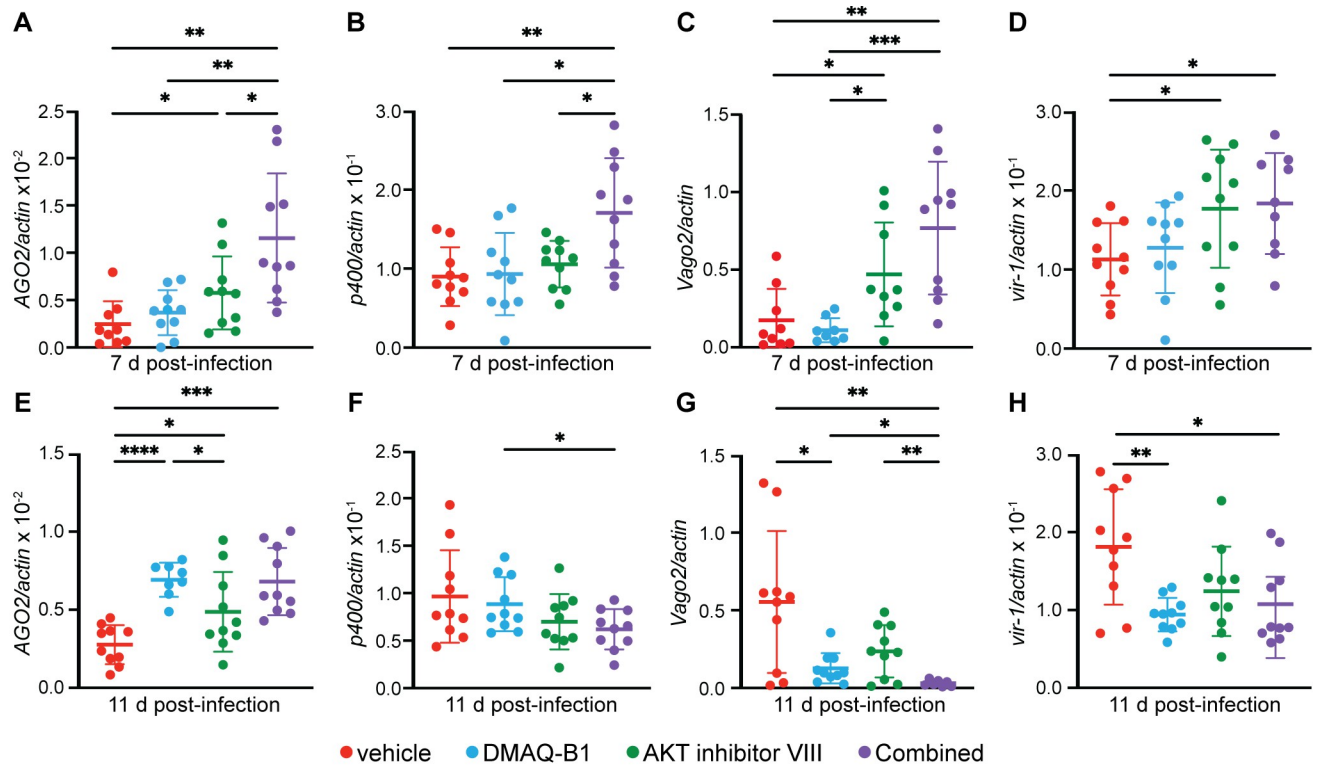 A
**
**
*
*
AGO2/actin x10-2
2.5
2.0
1.5
1.0
0.5
0.0
7 d post-infection
B
**
*
*
p400/actin x 10-1
3.0
2.0
1.0
0.0
7 d post-infection
C
**
***
*
*
Vago2/actin
1.5
1.0
0.5
0.0
7 d post-infection
D
*
*
vir-1/actin x 10-1
3.0
2.0
1.0
0.0
7 d post-infection
E
***
*
****
*
AGO2/actin x 10-2
1.5
1.0
0.5
0.0
11 d post-infection
F
*
p400/actin x10-1
2.5
2.0
1.5
1.0
0.5
0.0
11 d post-infection
G
**
*
*
**
Vago2/actin
1.5
1.0
0.5
0.0
11 d post-infection
H
*
**
vir-1/actin x 10-1
3.0
2.0
1.0
0.0
11 d post-infection
vehicle DMAQ-B1 AKT inhibitor VIII Combined